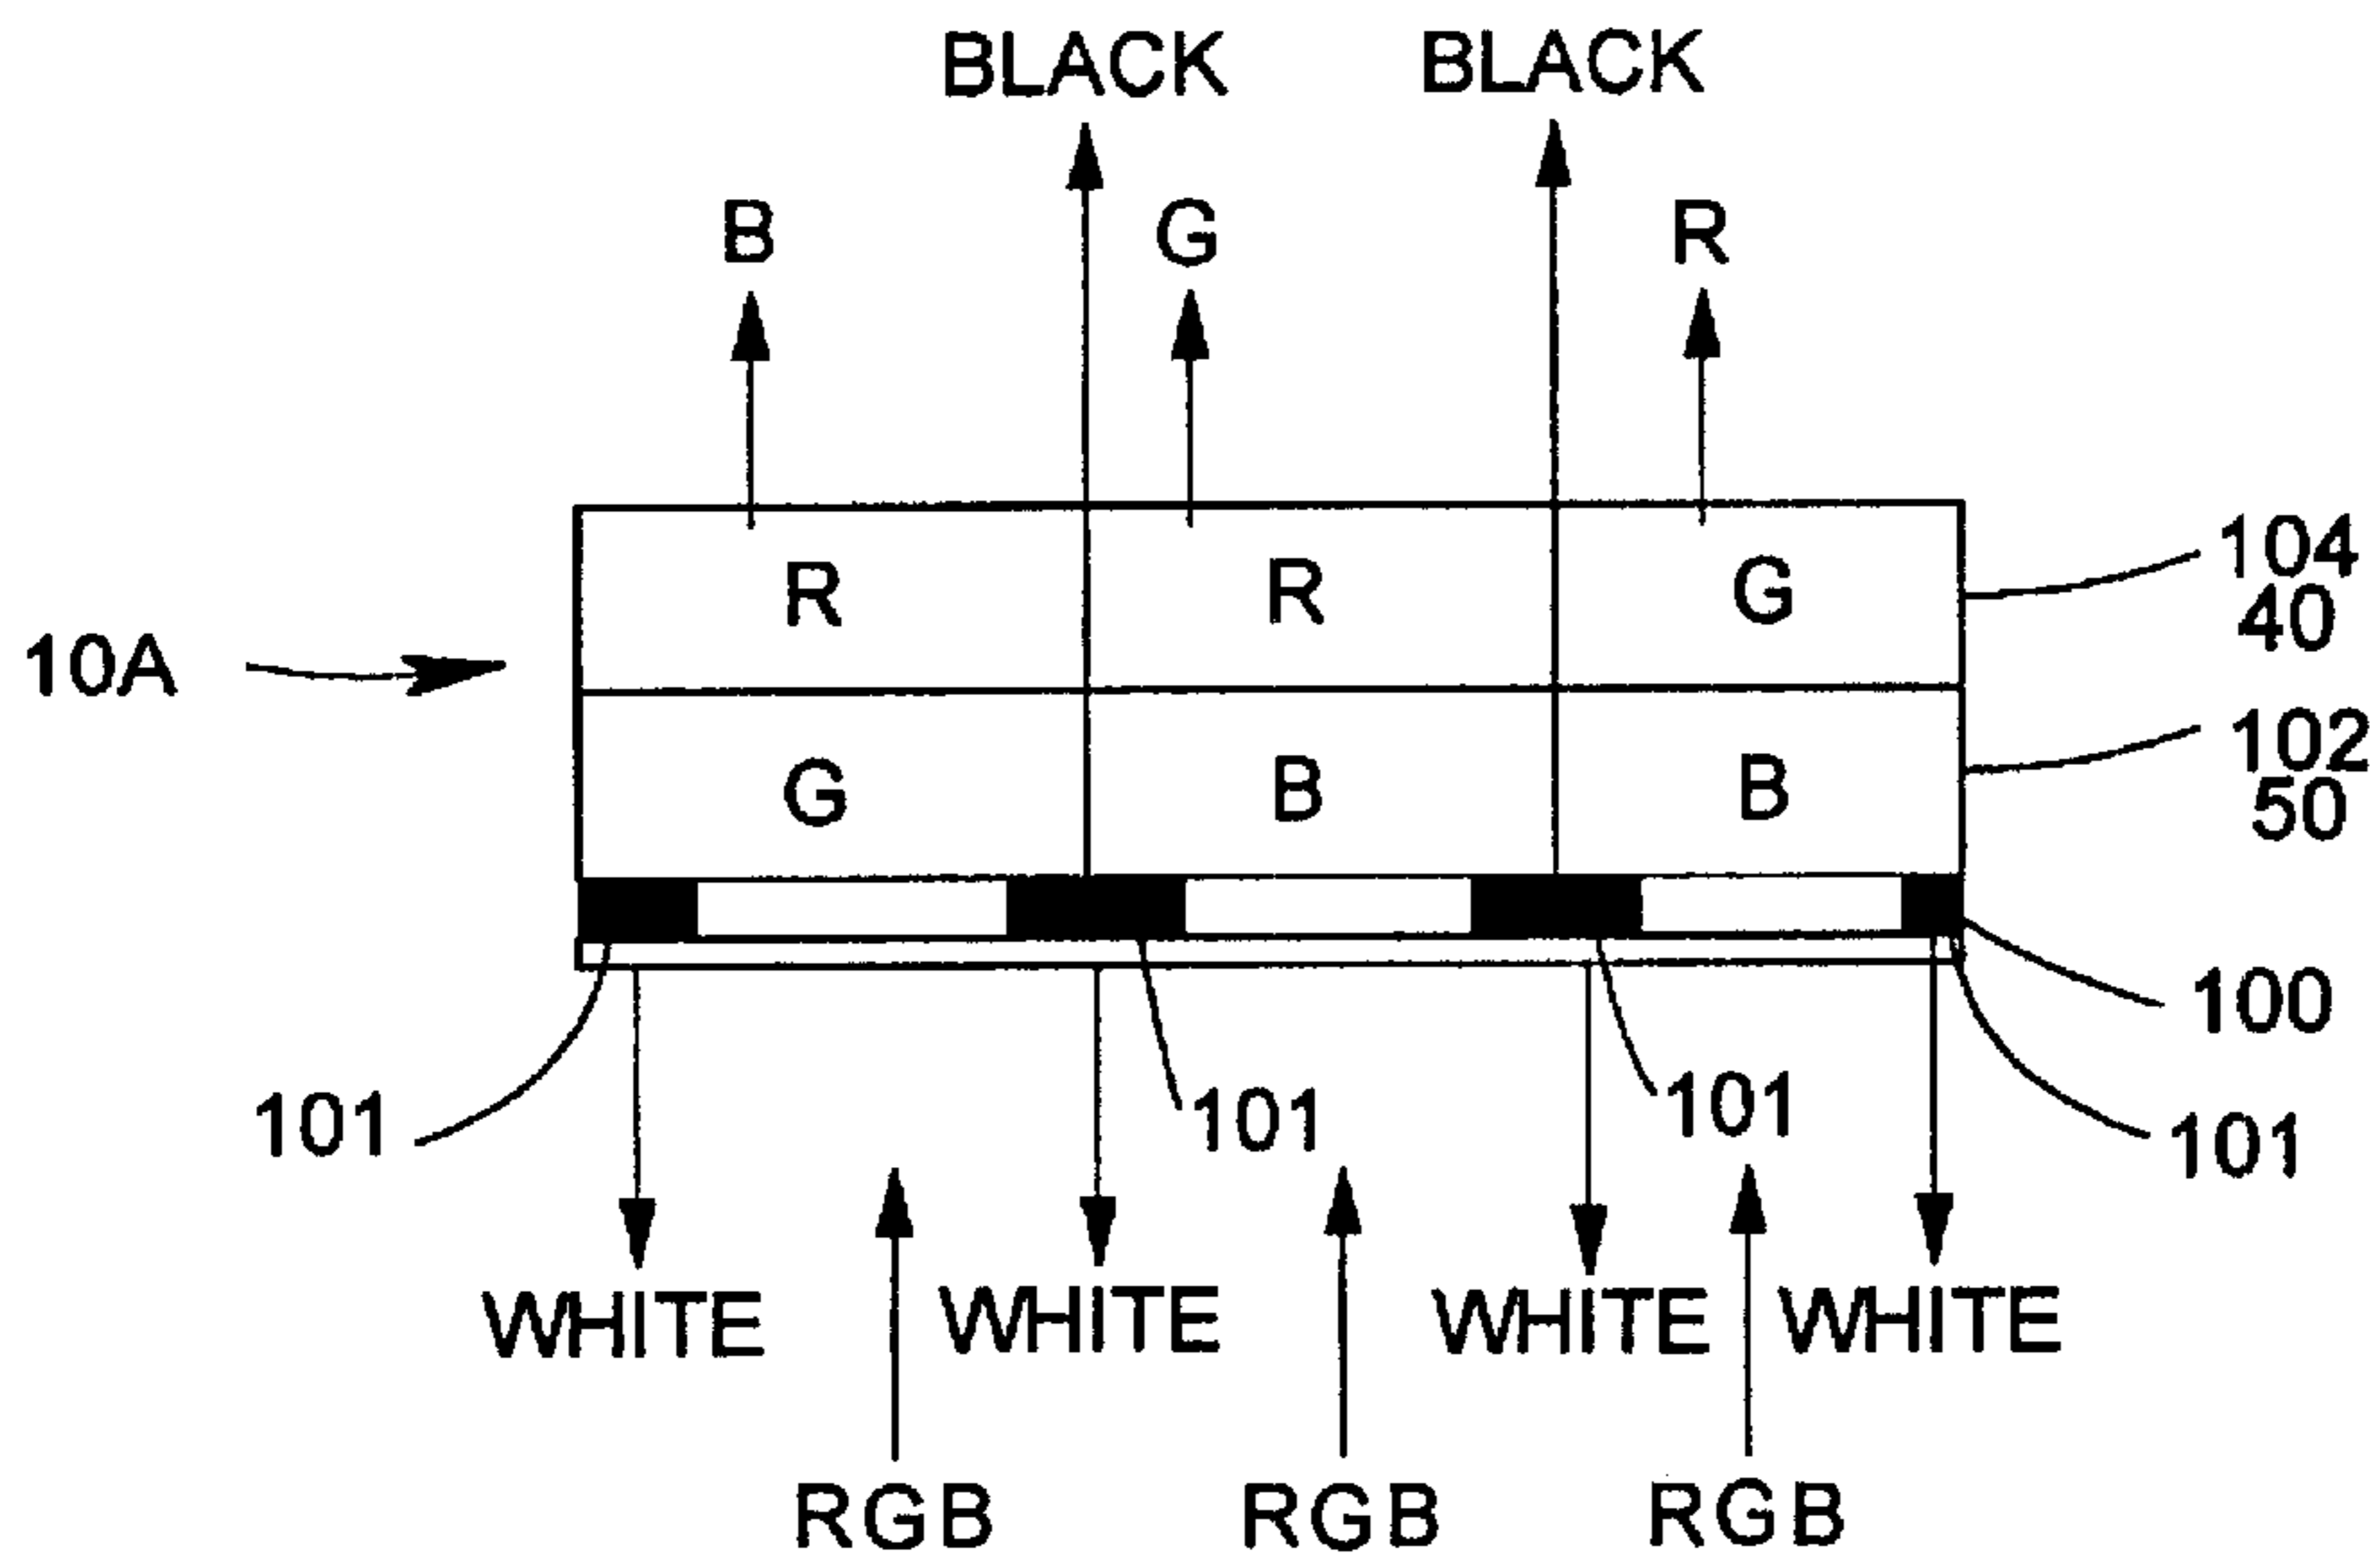 BLACK BLACK
B G R
R R G 104
40
10A
G B B 102
50
100
101 101 101 101
WHITE WHITE WHITE WHITE
RGB RGB RGB